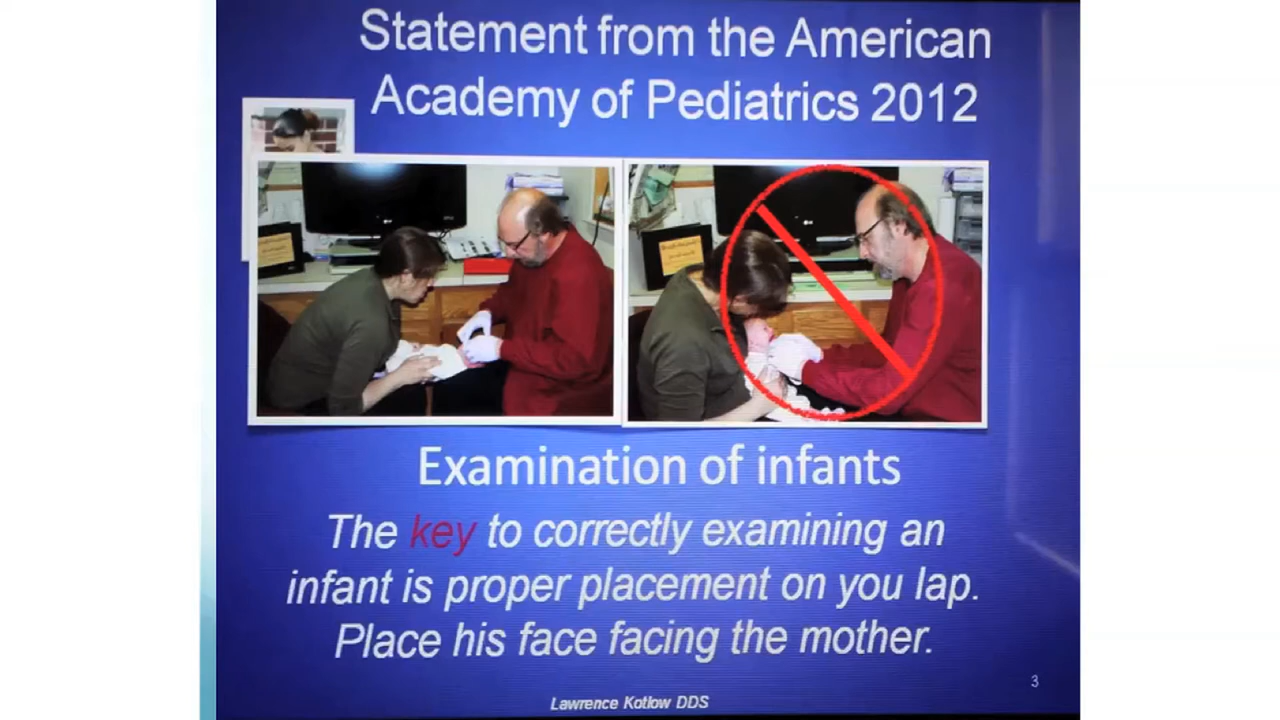 Statement from the American
Academy of Pediatrics 2012
Examination of infants
The key to correctly examining an
infant is proper placement on you lap.
Place his face facing the mother.
3
Lawrence Kotlow DDS